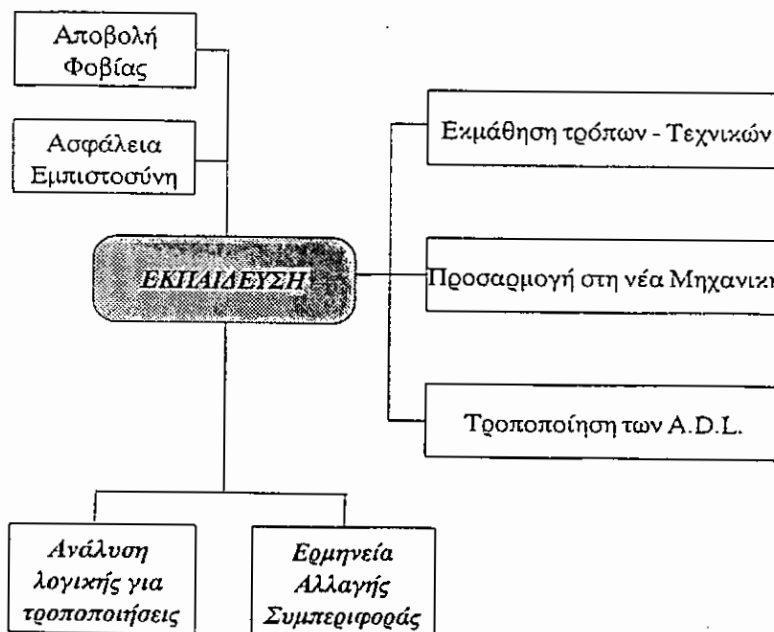 Αποβολή
Φοβίας
Ασφάλεια
Εμπιστοσύνη
ΕΚΠΑΙΔΕΥΣΗ
Εκμάθηση τρόπων - Τεχνικών
Προσαρμογή στη νέα Μηχανική
Τροποποίηση των A.D.L.
Ανάλυση
λογικής για
τροποποιήσεις
Ερμηνεία
Αλλαγής
Συμπεριφοράς